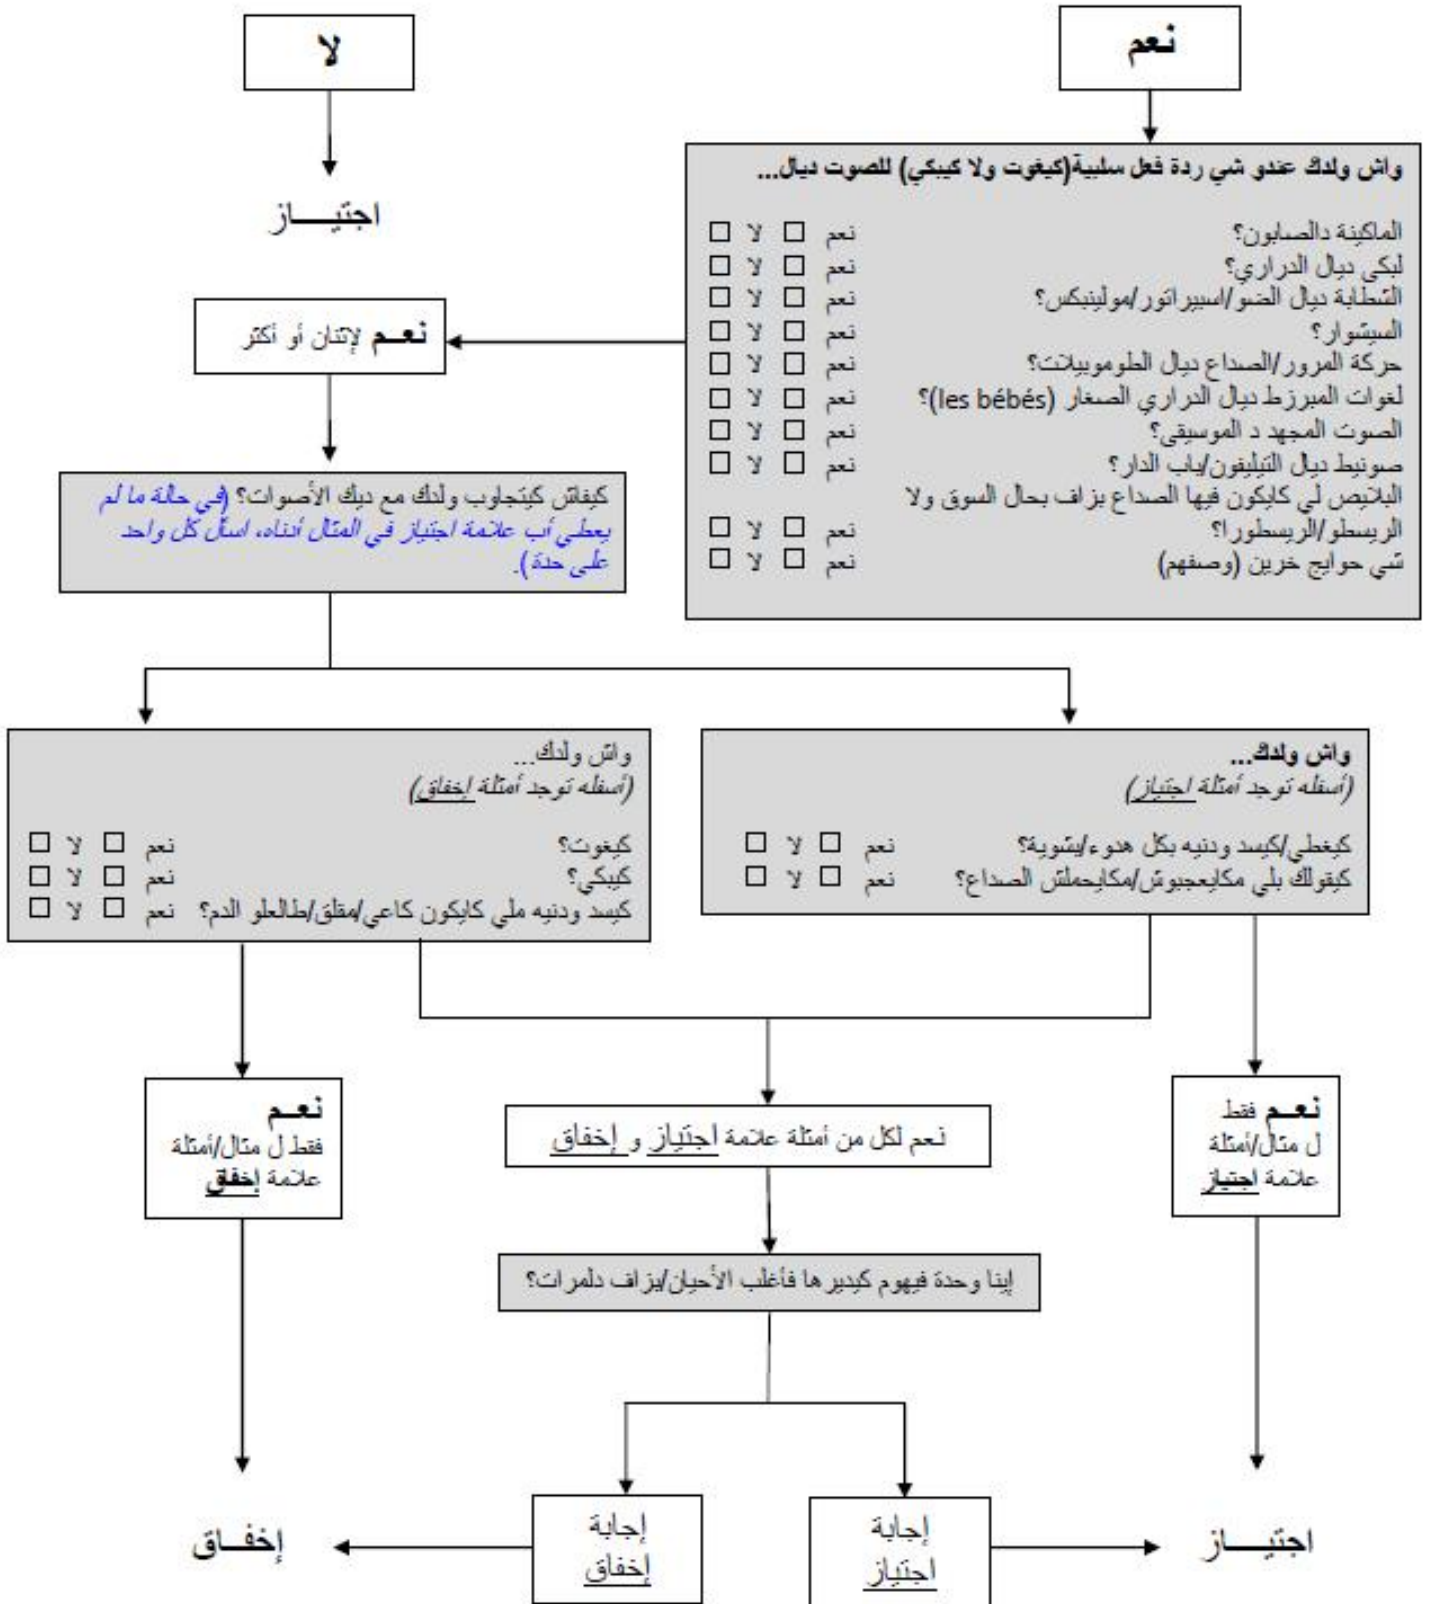 نعم
لا
اجتيـــاز
واش ولدك عندو شي ردة فعل سلبية(كيغوت ولا كيبكي) للصوت ديال...
الماكينة دالصابون؟ نعم □ لا □
لبكى ديال الدراري؟ نعم □ لا □
الشطابة ديال الضو/اسبيراتور/مولينيكس؟ نعم □ لا □
السيشوار؟ نعم □ لا □
حركة المرور/الصداع ديال الطوموبيلات؟ نعم □ لا □
لغوات المبرزط ديال الدراري الصغار (les bébés)؟ نعم □ لا □
الصوت المجهد د الموسيقى؟ نعم □ لا □
صونيط ديال التيليفون/باب الدار؟ نعم □ لا □
البلايص لي كايكون فيها الصداع بزاف بحال السوق ولا
الريسطو/الريسطورا؟ نعم □ لا □
شي حوايج خرين (وصفهم) نعم □ لا □
نعـم لإثنان أو أكثر
كيفاش كيتجاوب ولدك مع ديك الأصوات؟ (في حالة ما لم
يعطي أب علامة اجتياز في المثال أدناه، اسأل كل واحد
على حدة).
واش ولدك...
(أسفله توجد أمثلة اجتياز)
كيغطي/كيسد ودنيه بكل هدوء/بشوية؟ نعم □ لا □
كيقولك بلي مكايعجبوش/مكايحملش الصداع؟ نعم □ لا □
واش ولدك...
(أسفله توجد أمثلة إخفاق)
كيغوت؟ نعم □ لا □
كيبكي؟ نعم □ لا □
كيسد ودنيه ملي كايكون كاعي/مقلق/طالعلو الدم؟ نعم □ لا □
نعـم فقط
ل مثال/أمثلة
علامة اجتياز
نعم لكل من أمثلة علامة اجتياز و إخفاق
نعـم
فقط ل مثال/أمثلة
علامة إخفاق
إينا وحدة فيهوم كيديرها فأغلب الأحيان/بزاف دلمرات؟
إجابة
اجتياز
إجابة
إخفاق
اجتيـــاز
إخفـاق